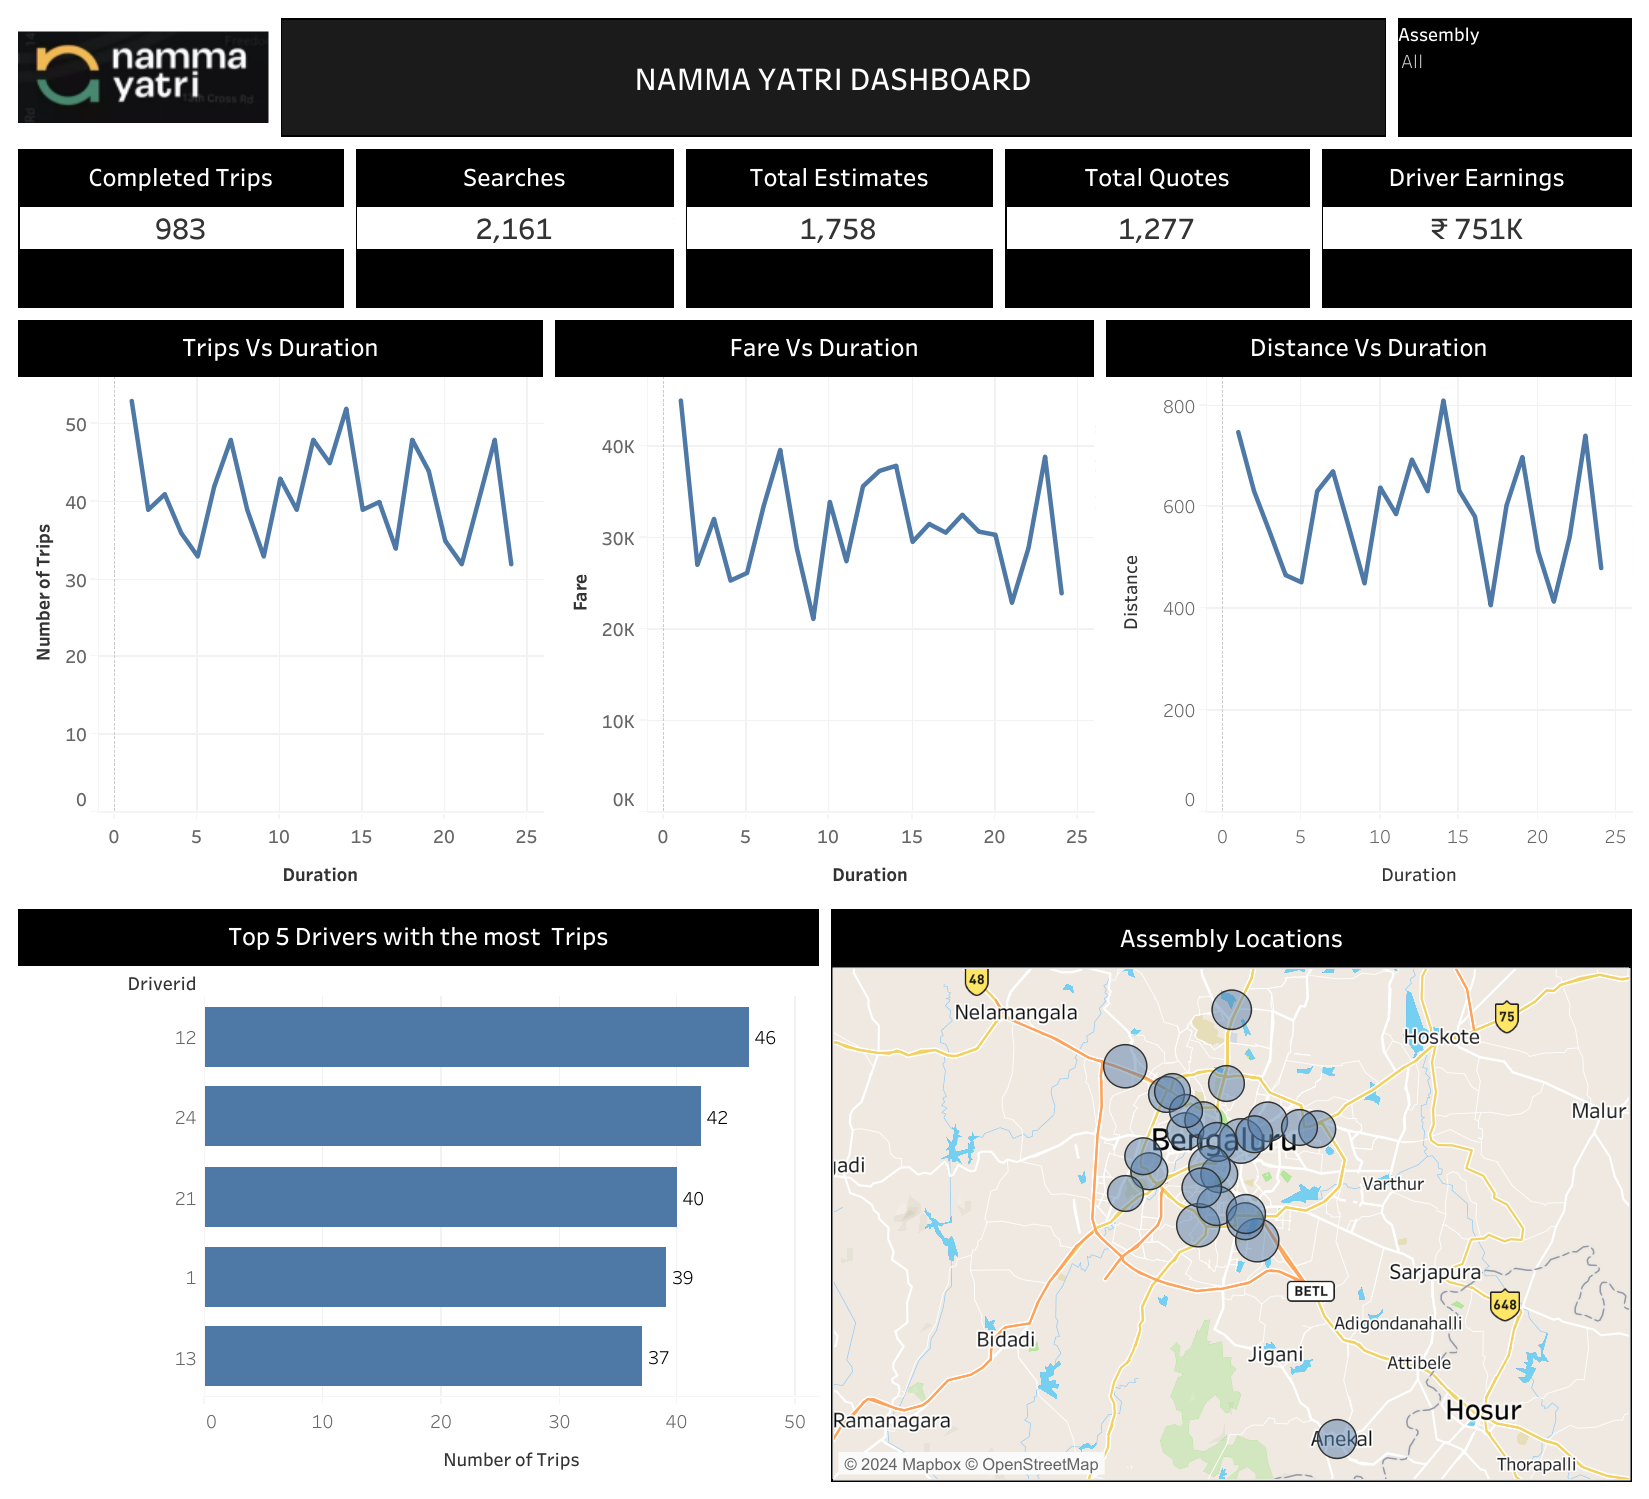 namma
yatri
13th Cross Rd
NAMMA YATRI DASHBOARD
Assembly
All
Completed Trips
983
Searches
2,161
Total Estimates
1,758
Total Quotes
1,277
Driver Earnings
₹ 751K
Trips Vs Duration
50
40
30
20
10
0
Number of Trips
0 5 10 15 20 25
Duration
Fare Vs Duration
40K
30K
20K
10K
0K
Fare
0 5 10 15 20 25
Duration
Distance Vs Duration
800
600
400
200
0
Distance
0 5 10 15 20 25
Duration
Top 5 Drivers with the most Trips
Driverid
12 46
24 42
21 40
1 39
13 37
0 10 20 30 40 50
Number of Trips
Assembly Locations
48
Nelamangala
75
Hoskote
Malur
Bengaluru
adi
Varthur
Sarjapura
BETL
648
Adigondanahalli
Bidadi
Jigani
Attibele
Hosur
Ramanagara
Anekal
Thorapalli
© 2024 Mapbox © OpenStreetMap